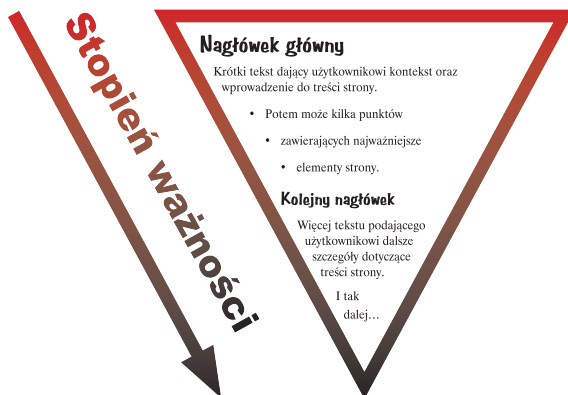 Stopień ważności
Nagłówek główny
Krótki tekst dający użytkownikowi kontekst oraz
wprowadzenie do treści strony.
• Potem może kilka punktów
• zawierających najważniejsze
• elementy strony.
Kolejny nagłówek
Więcej tekstu podającego
użytkownikowi dalsze
szczegóły dotyczące
treści strony.
I tak
dalej…